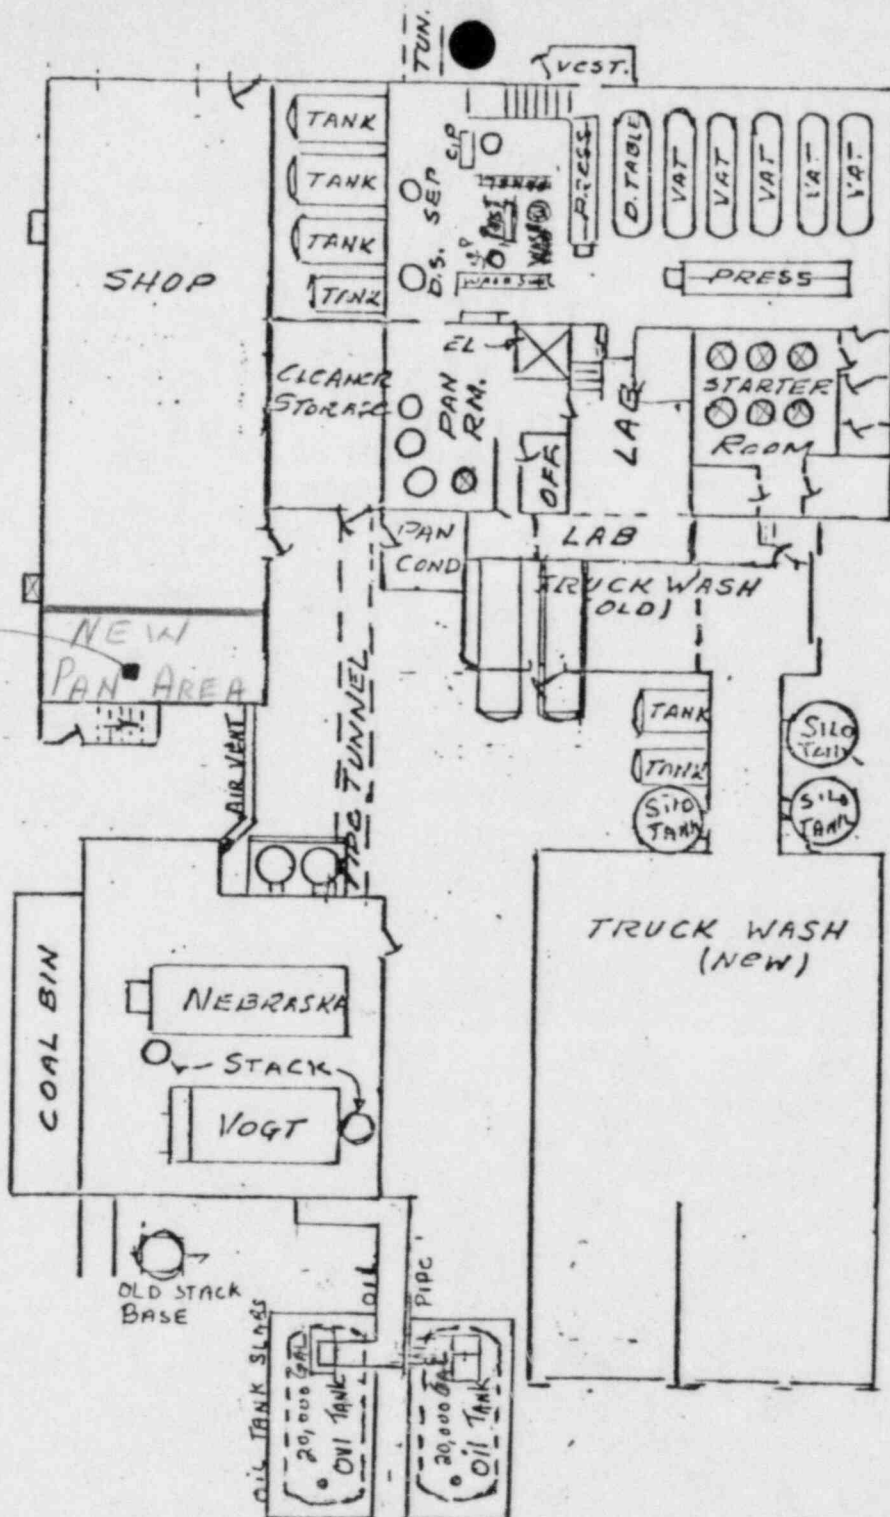 TUN.
VEST.
TANK
TANK
TANK
TANK
SHOP
D.S.
SEP
CIP
PRESS
D. TABLE
VAT
VAT
VAT
VAT
VAT
PRESS
EL
CLEANER
STORAGE
PAN
RM.
OFF
LAB
STARTER
ROOM
PAN
COND
LAB
TRUCK WASH
(OLD)
NEW
PAN AREA
AIR VENT
PIPE TUNNEL
TANK
TANK
SILO
TANK
SILO
TANK
SILO
TANK
TRUCK WASH
(NEW)
COAL BIN
NEBRASKA
STACK
VOGT
OLD STACK
BASE
OIL TANK SLABS
OIL
PIPE
20,000 GAL
OIL TANK
20,000 GAL
OIL TANK